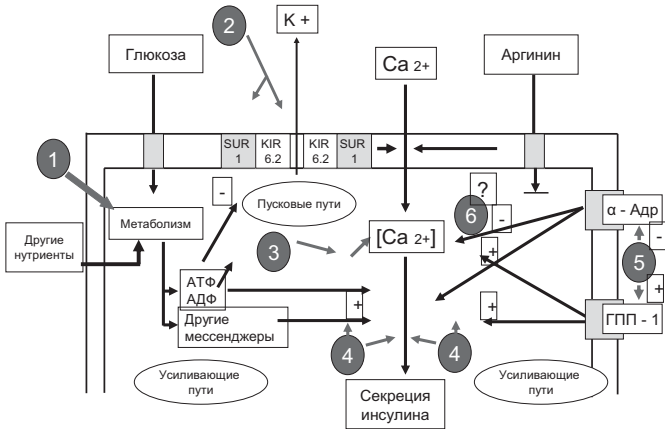 K +
2
Глюкоза
Ca 2+
Аргинин
SUR
1
KIR
6.2
KIR
6.2
SUR
1
1
-
Пусковые пути
?
6
-
α - Адр
-
Метаболизм
Другие
нутриенты
3
[Ca 2+]
+
5
АТФ
АДФ
+
+
+
Другие
мессенджеры
ГПП - 1
4
4
Усиливающие
пути
Секреция
инсулина
Усиливающие
пути